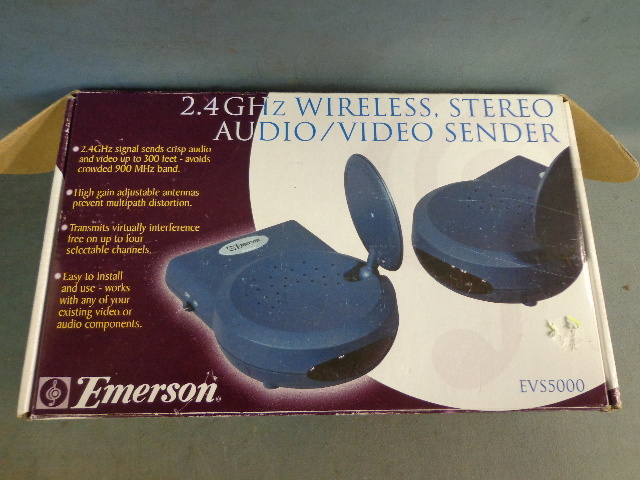 2.4GHz WIRELESS, STEREO
AUDIO/VIDEO SENDER
2.4GHz signal sends crisp audio
and video up to 300 feet - avoids
crowded 900 MHz band.
High gain adjustable antennas
prevent multipath distortion.
Transmits virtually interference
free on up to four
selectable channels.
Easy to Install
and use - works
with any of your
existing video or
audio components.
Emerson
Emerson.
EVS5000